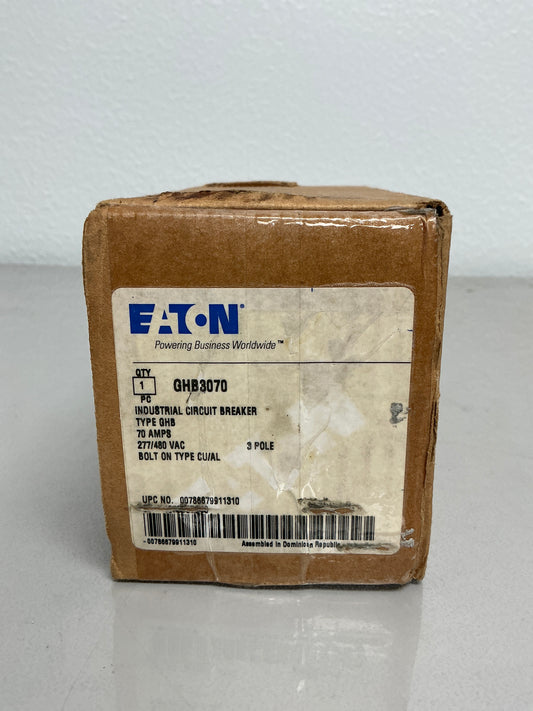 EATON
Powering Business Worldwide™
QTY
1 GHB3070
PC
INDUSTRIAL CIRCUIT BREAKER
TYPE GHB
70 AMPS
277/480 VAC 3 POLE
BOLT ON TYPE CU/AL
UPC NO. 00786679911310
-00786679911310 Assembled in Dominican Republic